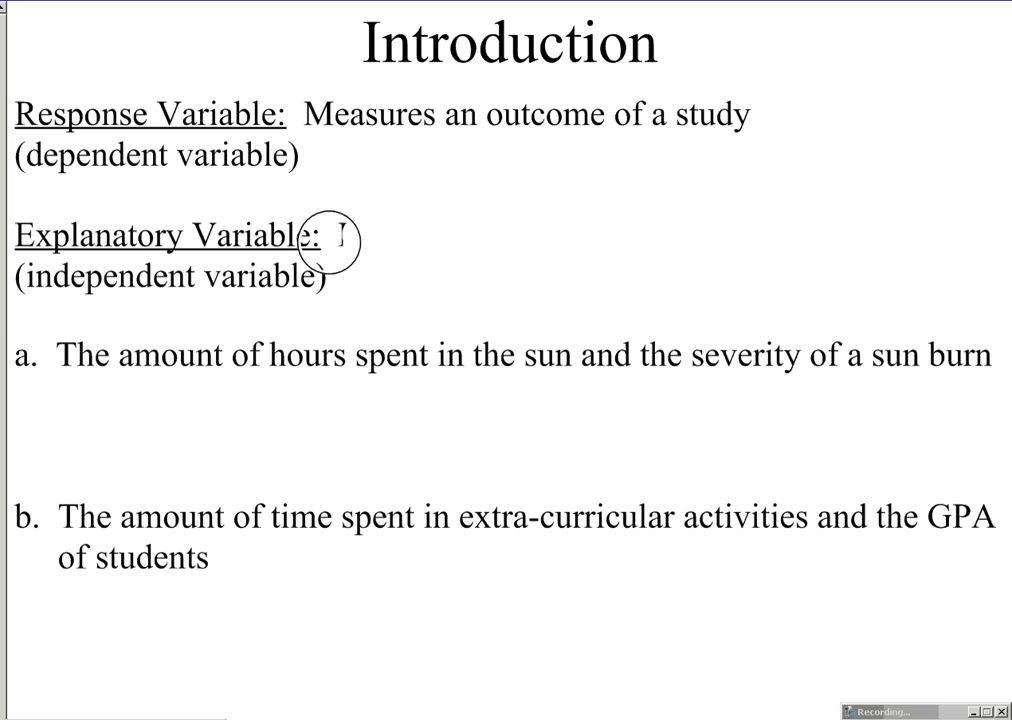 Introduction
Response Variable: Measures an outcome of a study
(dependent variable)
Explanatory Variable:
(independent variable)
a. The amount of hours spent in the sun and the severity of a sun burn
b. The amount of time spent in extra-curricular activities and the GPA
of students
Recording...